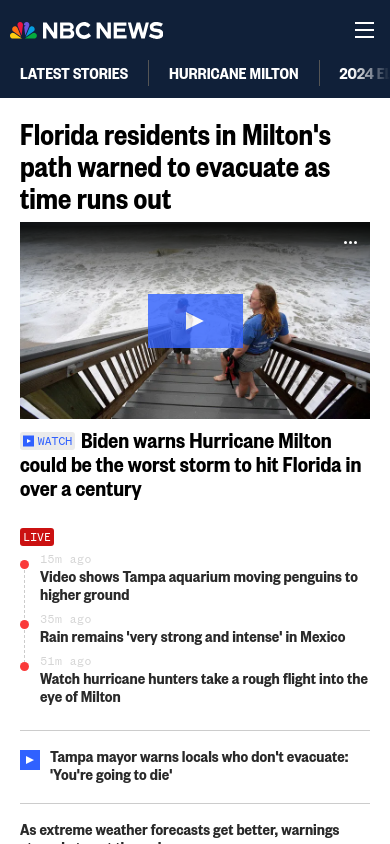 NBC NEWS
LATEST STORIES
HURRICANE MILTON
2024 E
Florida residents in Milton's
path warned to evacuate as
time runs out
WATCH Biden warns Hurricane Milton
could be the worst storm to hit Florida in
over a century
LIVE
15m ago
Video shows Tampa aquarium moving penguins to
higher ground
35m ago
Rain remains 'very strong and intense' in Mexico
51m ago
Watch hurricane hunters take a rough flight into the
eye of Milton
Tampa mayor warns locals who don't evacuate:
'You're going to die'
As extreme weather forecasts get better, warnings